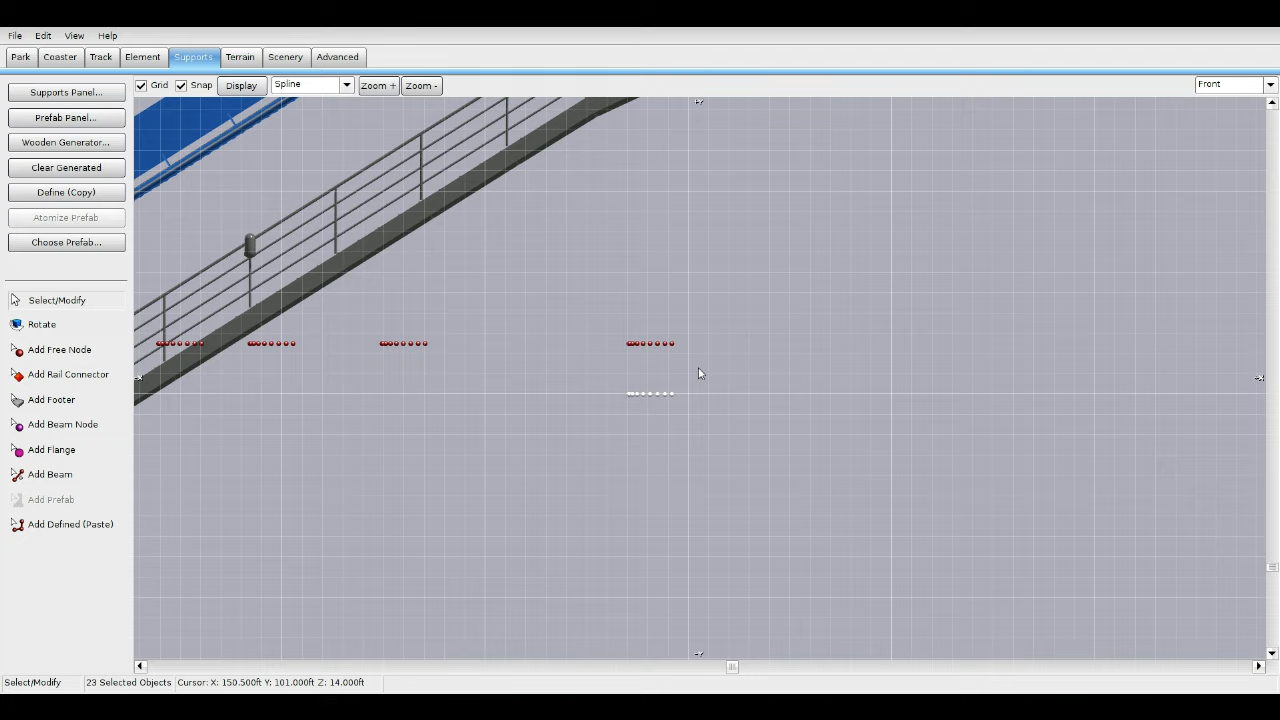 File Edit View Help
Park Coaster Track Element Supports Terrain Scenery Advanced
Grid Snap Display Spline Zoom + Zoom - Front
Supports Panel...
Prefab Panel...
Wooden Generator...
Clear Generated
Define (Copy)
Atomize Prefab
Choose Prefab...
Select/Modify
Rotate
Add Free Node
Add Rail Connector
Add Footer
Add Beam Node
Add Flange
Add Beam
Add Prefab
Add Defined (Paste)
Select/Modify 23 Selected Objects Cursor: X: 150.500ft Y: 101.000ft Z: 14.000ft